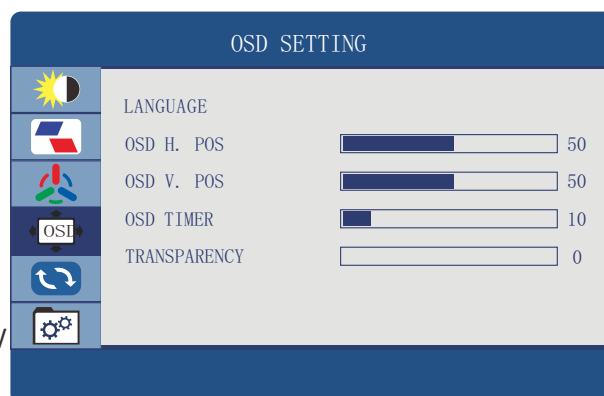 OSD SETTING
LANGUAGE
OSD H. POS 50
OSD V. POS 50
OSD TIMER 10
TRANSPARENCY 0
OSD